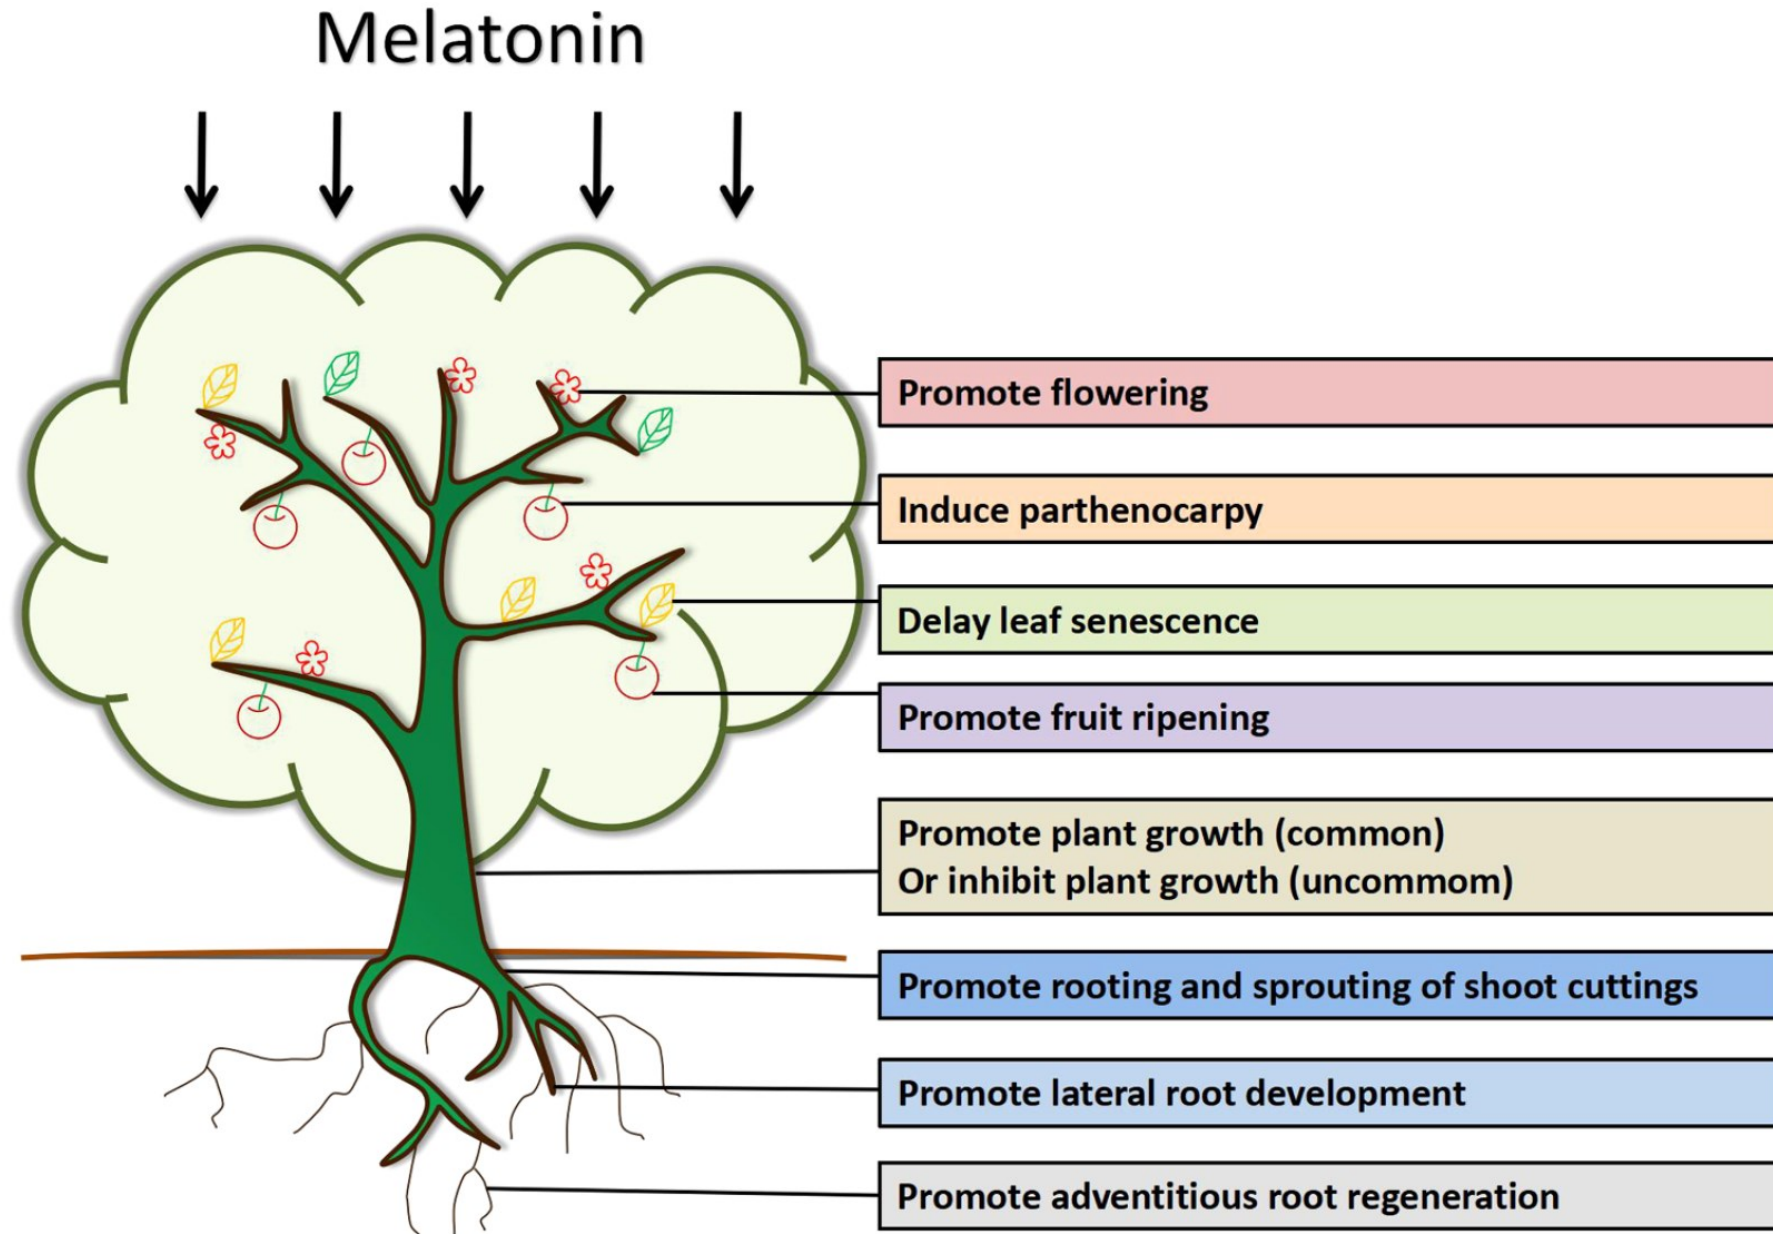 Melatonin
Promote flowering
Induce parthenocarpy
Delay leaf senescence
Promote fruit ripening
Promote plant growth (common)
Or inhibit plant growth (uncommom)
Promote rooting and sprouting of shoot cuttings
Promote lateral root development
Promote adventitious root regeneration